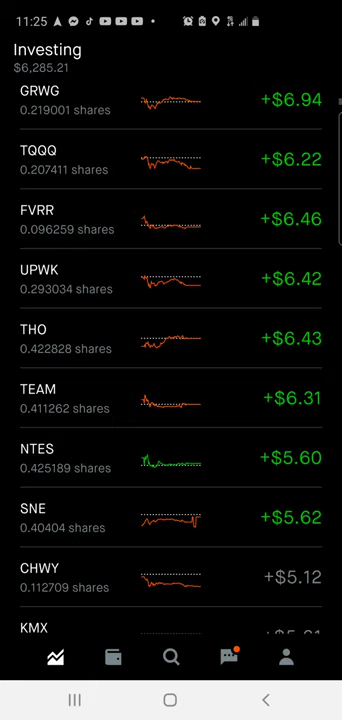 11:25
Investing
$6,285.21
GRWG
0.219001 shares
+$6.94
TQQQ
0.207411 shares
+$6.22
FVRR
0.096259 shares
+$6.46
UPWK
0.293034 shares
+$6.42
THO
0.422828 shares
+$6.43
TEAM
0.411262 shares
+$6.31
NTES
0.425189 shares
+$5.60
SNE
0.40404 shares
+$5.62
CHWY
0.112709 shares
+$5.12
KMX